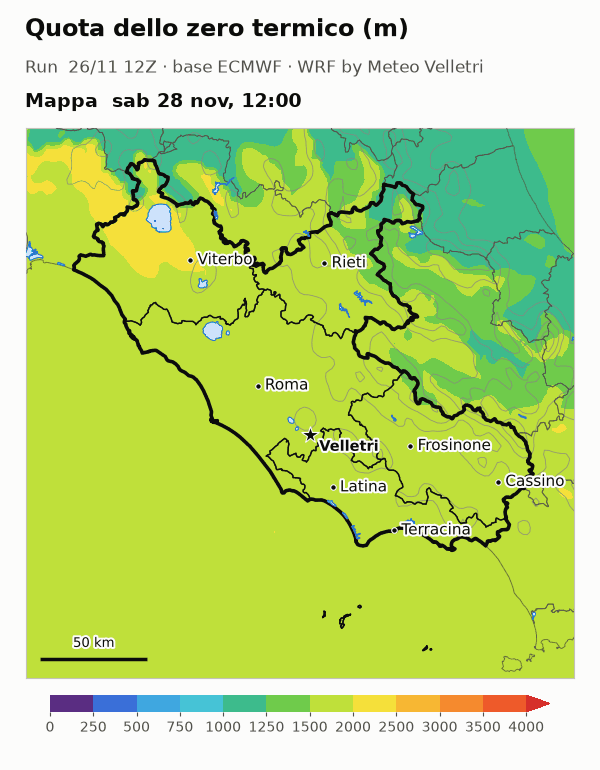 Quota dello zero termico (m)
Run  26/11 12Z · base ECMWF · WRF by Meteo Velletri
Mappa  sab 28 nov, 12:00
Viterbo
Rieti
Roma
Velletri
Frosinone
Latina
Cassino
Terracina
50 km
0 250 500 750 1000 1250 1500 2000 2500 3000 3500 4000